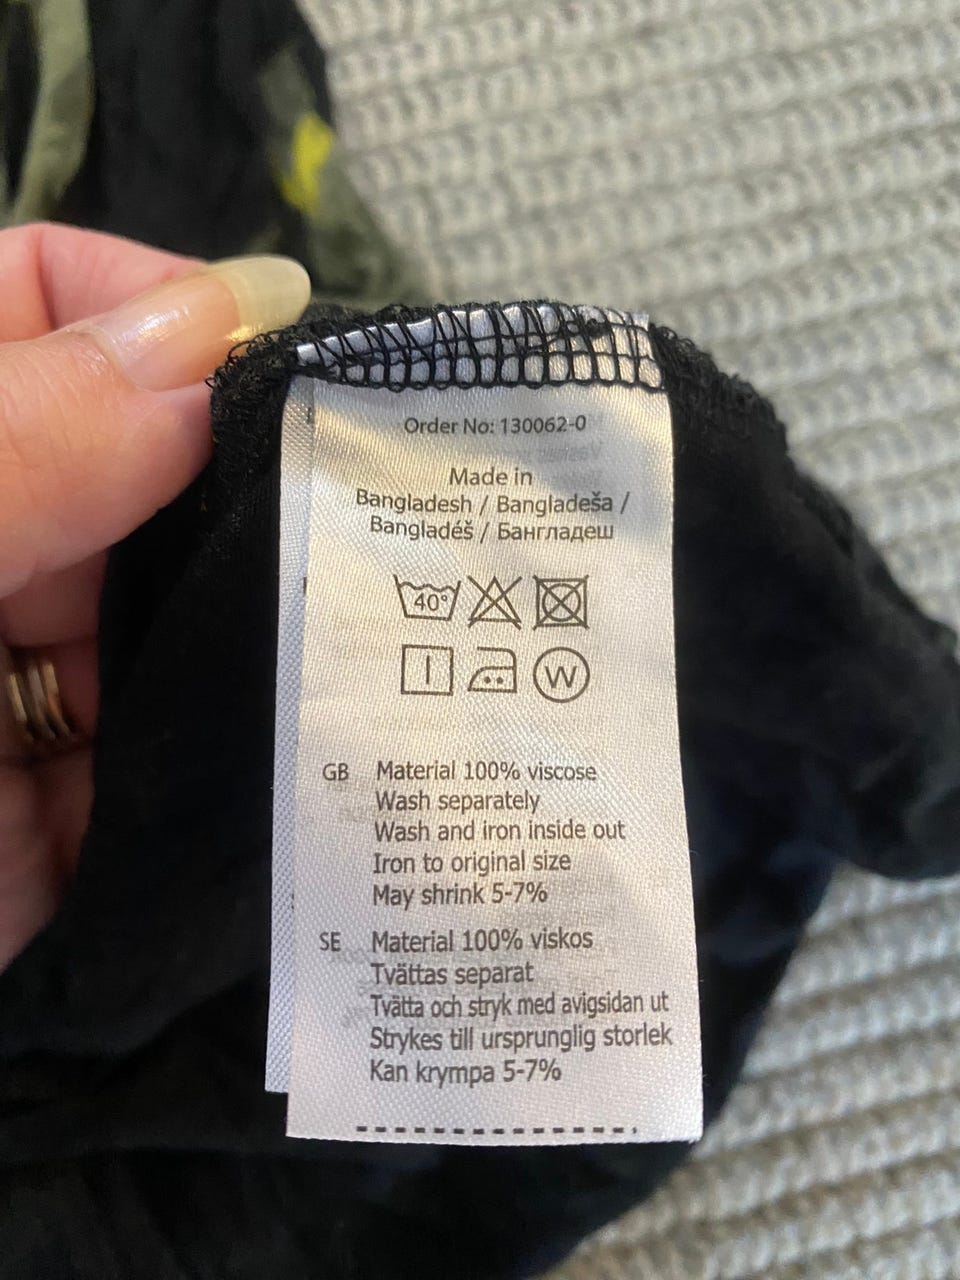 Order No: 130062-0
Made in
Bangladesh / Bangladeša /
Bangladéš / Бангладеш
40°
W
GB Material 100% viscose
Wash separately
Wash and iron inside out
Iron to original size
May shrink 5-7%
SE Material 100% viskos
Tvättas separat
Tvätta och stryk med avigsidan ut
Strykes till ursprunglig storlek
Kan krympa 5-7%